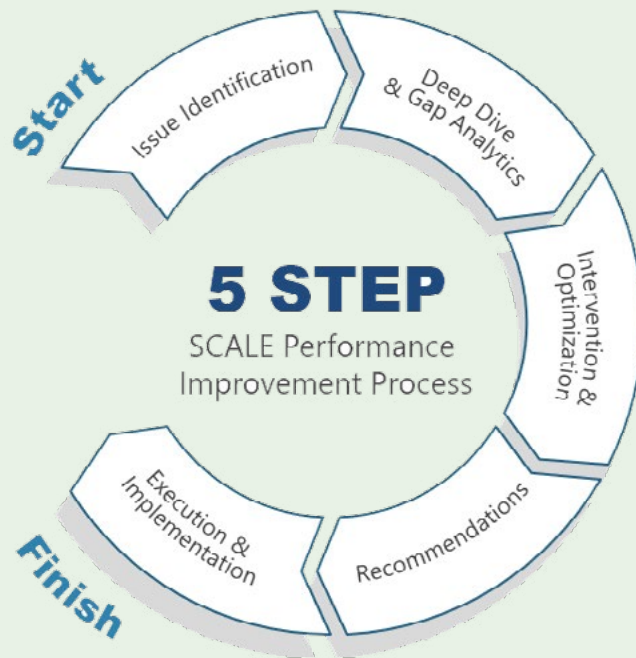 Start
Issue Identification
Deep Dive
& Gap Analytics
Intervention &
Optimization
Recommendations
Execution &
Implementation
Finish
5 STEP
SCALE Performance
Improvement Process